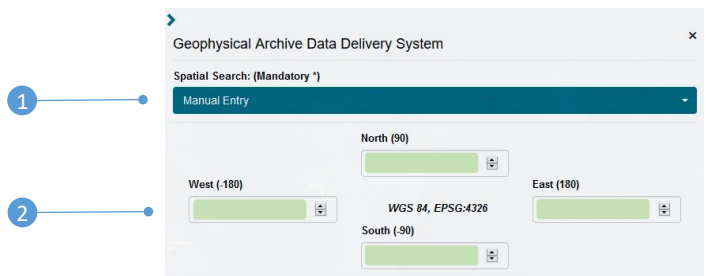 Geophysical Archive Data Delivery System
×
Spatial Search: (Mandatory *)
1
Manual Entry
North (90)
West (-180)
East (180)
2
WGS 84, EPSG:4326
South (-90)